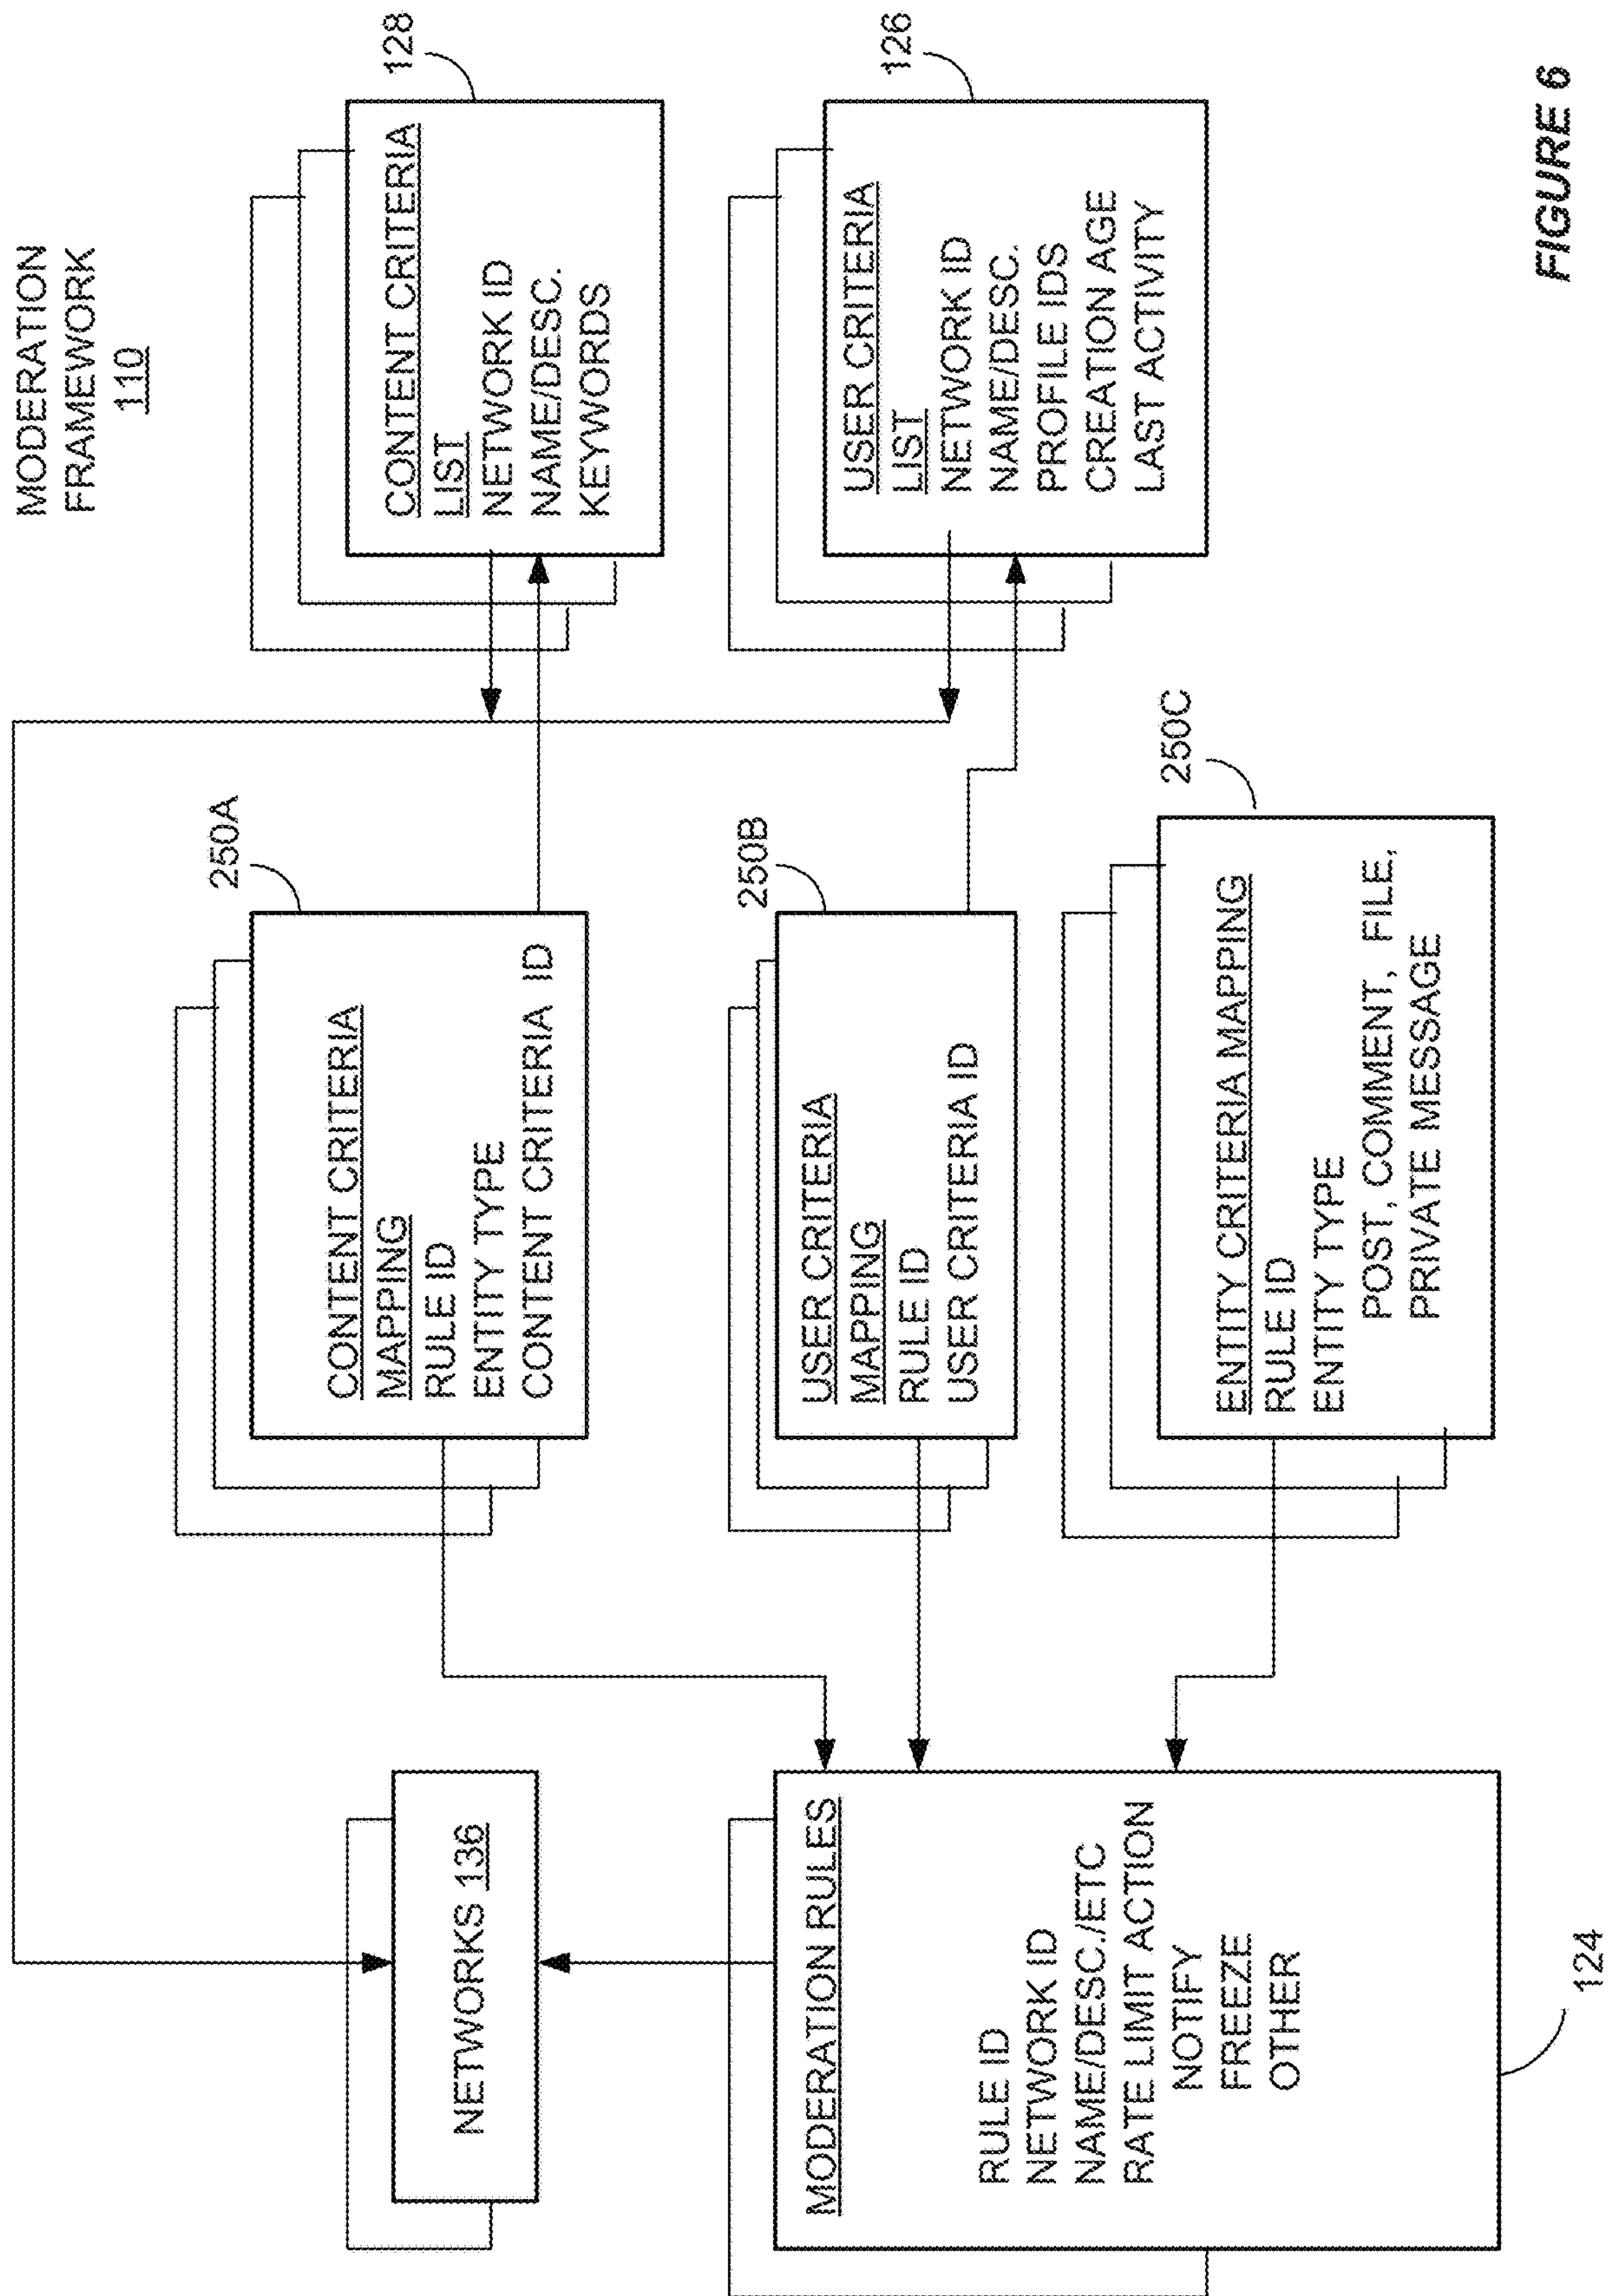 MODERATION
FRAMEWORK
110
NETWORKS 136
MODERATION RULES
RULE ID
NETWORK ID
NAME/DESC./ETC
RATE LIMIT ACTION
NOTIFY
FREEZE
OTHER
124
250A
CONTENT CRITERIA
MAPPING
RULE ID
ENTITY TYPE
CONTENT CRITERIA ID
250B
USER CRITERIA
MAPPING
RULE ID
USER CRITERIA ID
250C
ENTITY CRITERIA MAPPING
RULE ID
ENTITY TYPE
POST, COMMENT, FILE,
PRIVATE MESSAGE
128
CONTENT CRITERIA
LIST
NETWORK ID
NAME/DESC.
KEYWORDS
126
USER CRITERIA
LIST
NETWORK ID
NAME/DESC.
PROFILE IDS
CREATION AGE
LAST ACTIVITY
FIGURE 6